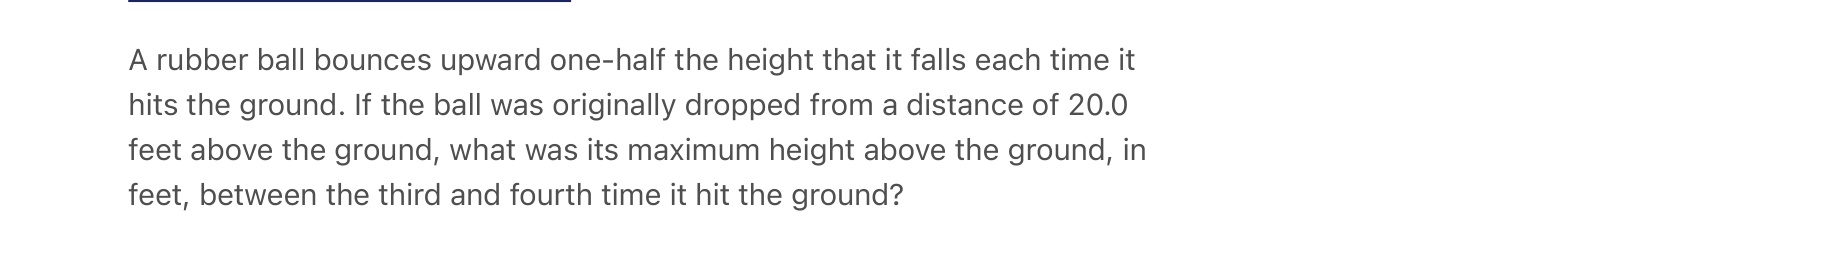 A rubber ball bounces upward one-half the height that it falls each time it
hits the ground. If the ball was originally dropped from a distance of 20.0
feet above the ground, what was its maximum height above the ground, in
feet, between the third and fourth time it hit the ground?